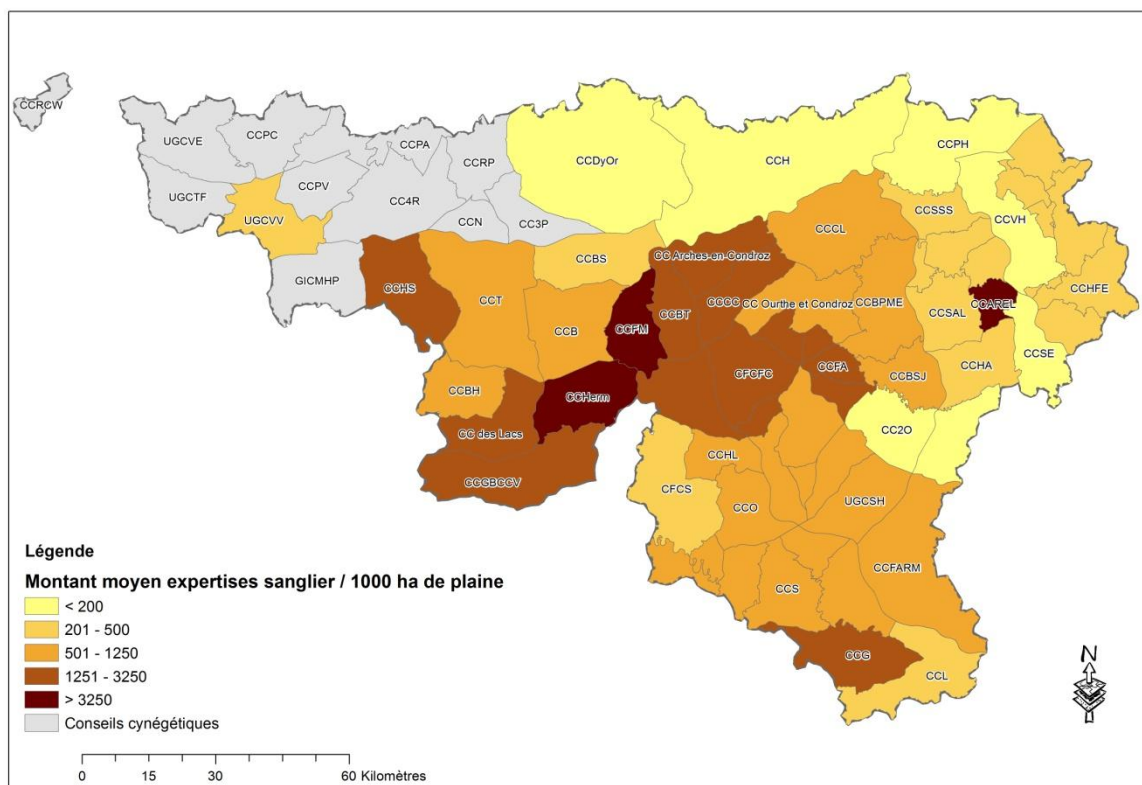 CCRCW
UGCVE
CCPC
CCPA
CCRP
CCDyOr
CCH
CCPH
UGCTF
CCPV
CC4R
UGCVV
CCN
CC3P
CCSSS
CCVH
CCCL
CCBS
CC Arches-en-Condroz
GICMHP
CCHS
CCT
CCB
CCFM
CCBT
CCGC
CC Ourthe et Condroz
CCBPME
CCSAL
CCAREL
CCHFE
CFCFC
CCFA
CCBSJ
CCHA
CCSE
CCBH
CCHerm
CC des Lacs
CC2O
CCHL
CCGBCCV
CFCS
CCO
UGCSH
CCFARM
CCS
CCG
CCL
Légende
Montant moyen expertises sanglier / 1000 ha de plaine
< 200
201 - 500
501 - 1250
1251 - 3250
> 3250
Conseils cynégétiques
0 15 30 60 Kilomètres
N